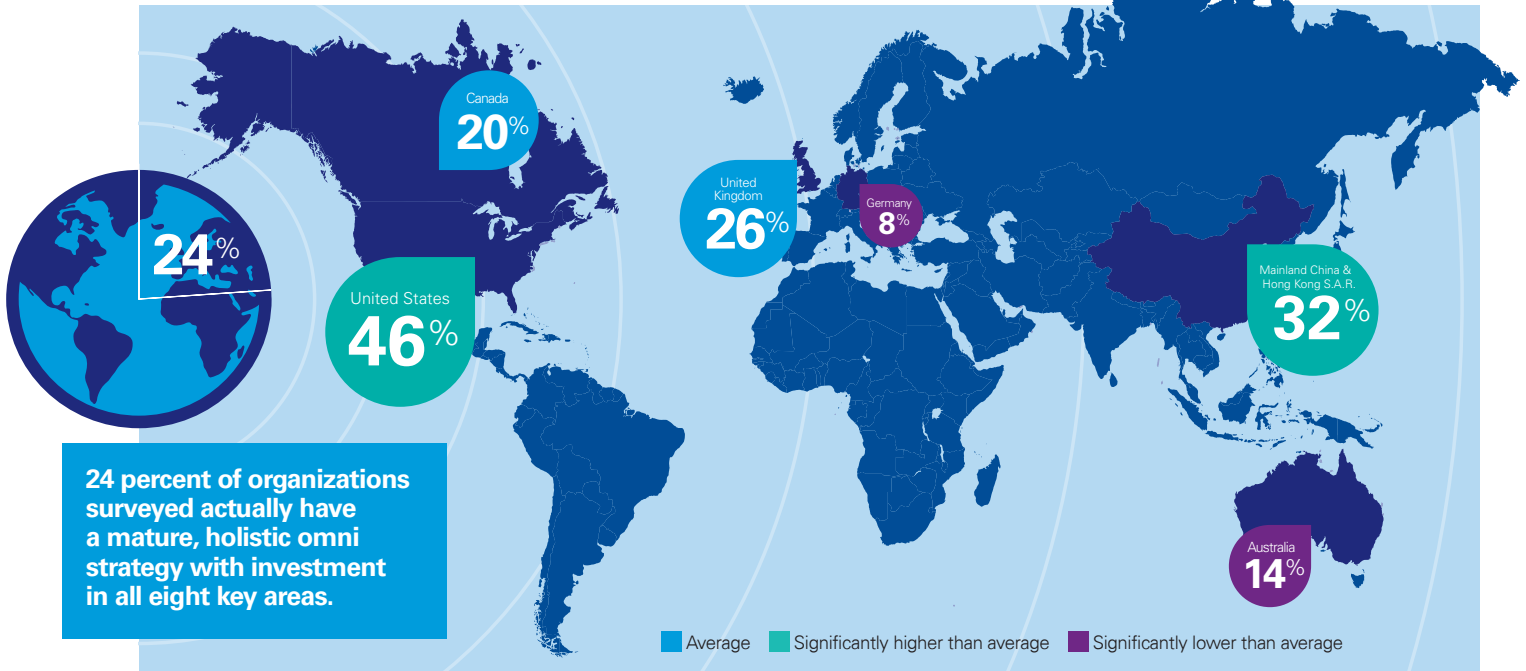 Canada
20%
United
Kingdom
26%
Germany
8%
24%
Mainland China &
Hong Kong S.A.R.
32%
United States
46%
24 percent of organizations
surveyed actually have
a mature, holistic omni
strategy with investment
in all eight key areas.
Australia
14%
Average
Significantly higher than average
Significantly lower than average